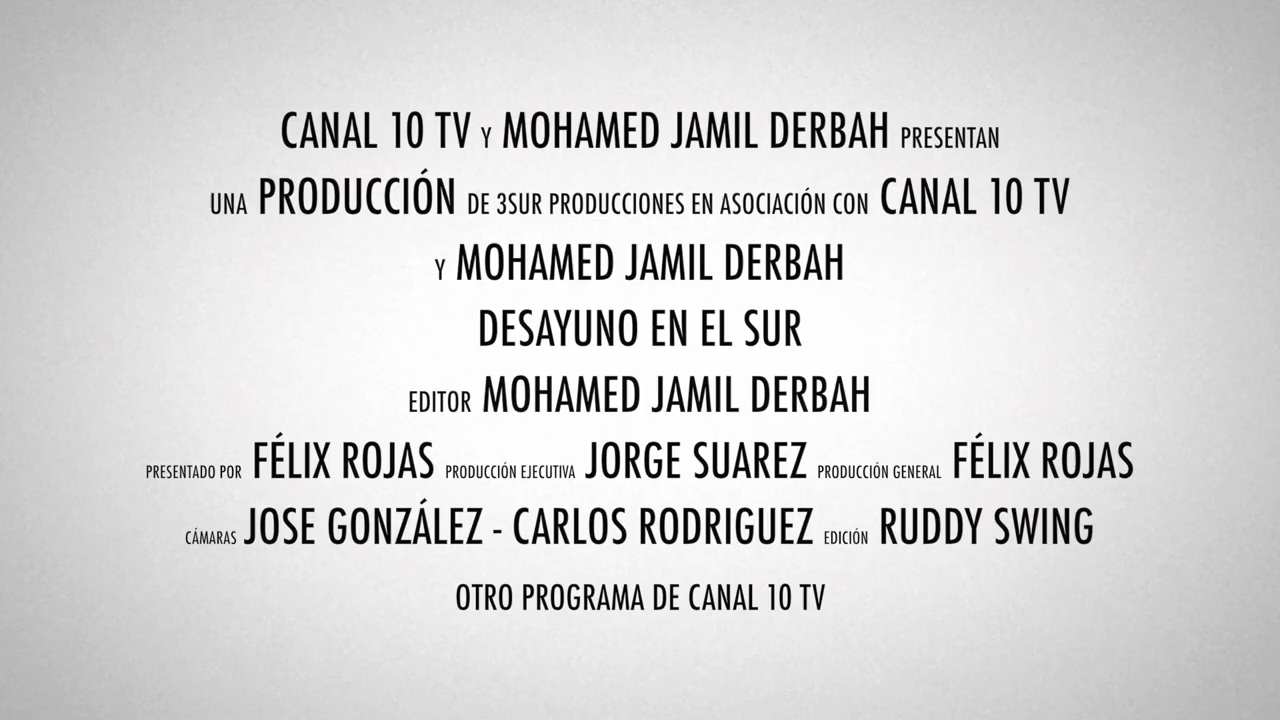 CANAL 10 TV Y MOHAMED JAMIL DERBAH PRESENTAN
UNA PRODUCCIÓN DE 3SUR PRODUCCIONES EN ASOCIACIÓN CON CANAL 10 TV
Y MOHAMED JAMIL DERBAH
DESAYUNO EN EL SUR
EDITOR MOHAMED JAMIL DERBAH
PRESENTADO POR FÉLIX ROJAS PRODUCCIÓN EJECUTIVA JORGE SUAREZ PRODUCCIÓN GENERAL FÉLIX ROJAS
CÁMARAS JOSE GONZÁLEZ - CARLOS RODRIGUEZ EDICIÓN RUDDY SWING
OTRO PROGRAMA DE CANAL 10 TV